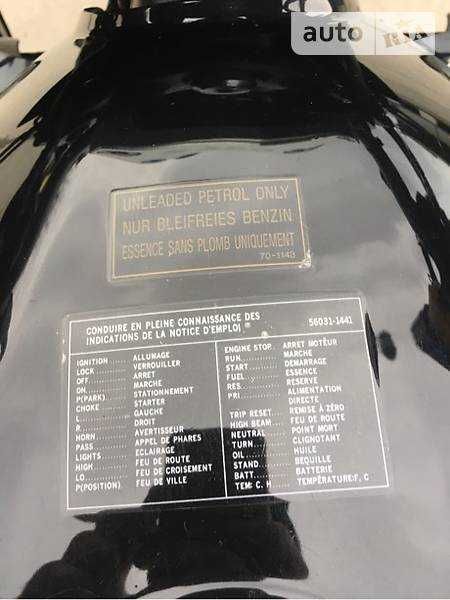 auto RIA
UNLEADED PETROL ONLY
NUR BLEIFREIES BENZIN
ESSENCE SANS PLOMB UNIQUEMENT
70-1143
CONDUIRE EN PLEINE CONNAISSANCE DES
INDICATIONS DE LA NOTICE D'EMPLOI ®
56031-1441
IGNITION ALLUMAGE
LOCK......... VERROUILLER
OFF.......... ARRET
ON........... MARCHE
P(PARK)...... STATIONNEMENT
CHOKE........ STARTER
L............ GAUCHE
R............ DROIT
HORN......... AVERTISSEUR
PASS......... APPEL DE PHARES
LIGHTS....... ECLAIRAGE
HIGH......... FEU DE ROUTE
LO........... FEU DE CROISEMENT
P(POSITION).. FEU DE VILLE
ENGINE STOP.. ARRET MOTEUR
RUN.......... MARCHE
START........ DEMARRAGE
FUEL......... ESSENCE
RES.......... RESERVE
PRI.......... ALIMENTATION
DIRECTE
TRIP RESET... REMISE À ZÉRO
HIGH BEAM.... FEU DE ROUTE
NEUTRAL...... POINT MORT
TURN......... CLIGNOTANT
OIL.......... HUILE
STAND........ BEQUILLE
BATT......... BATTERIE
TEM: C. H.... TEMPÉRATURE:F, C